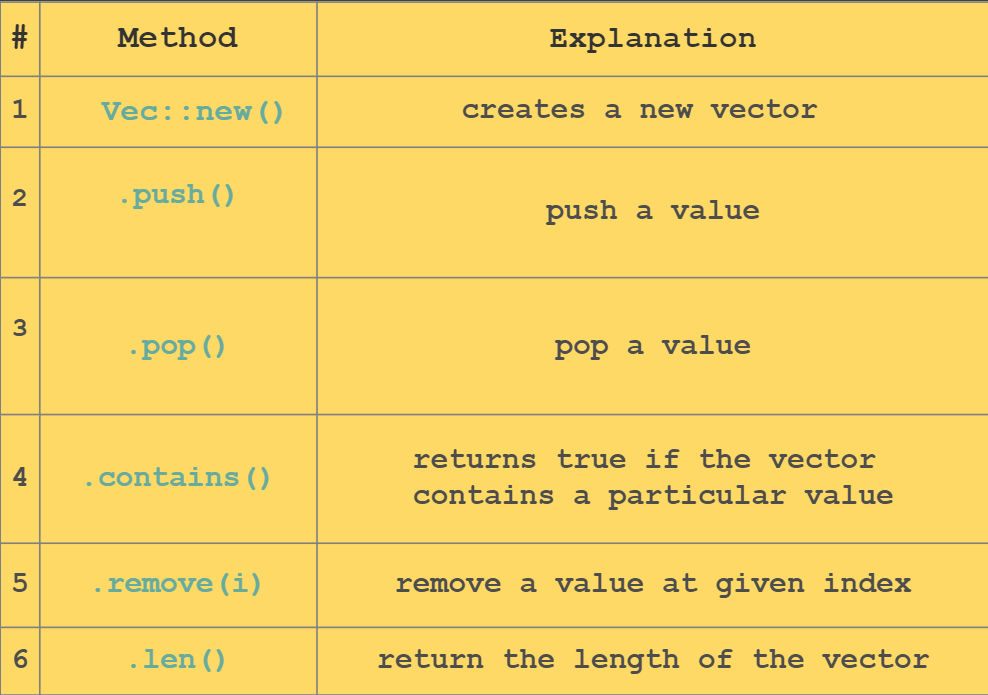 # Method Explanation
1 Vec::new() creates a new vector
2 .push() push a value
3 .pop() pop a value
4 .contains() returns true if the vector
contains a particular value
5 .remove(i) remove a value at given index
6 .len() return the length of the vector